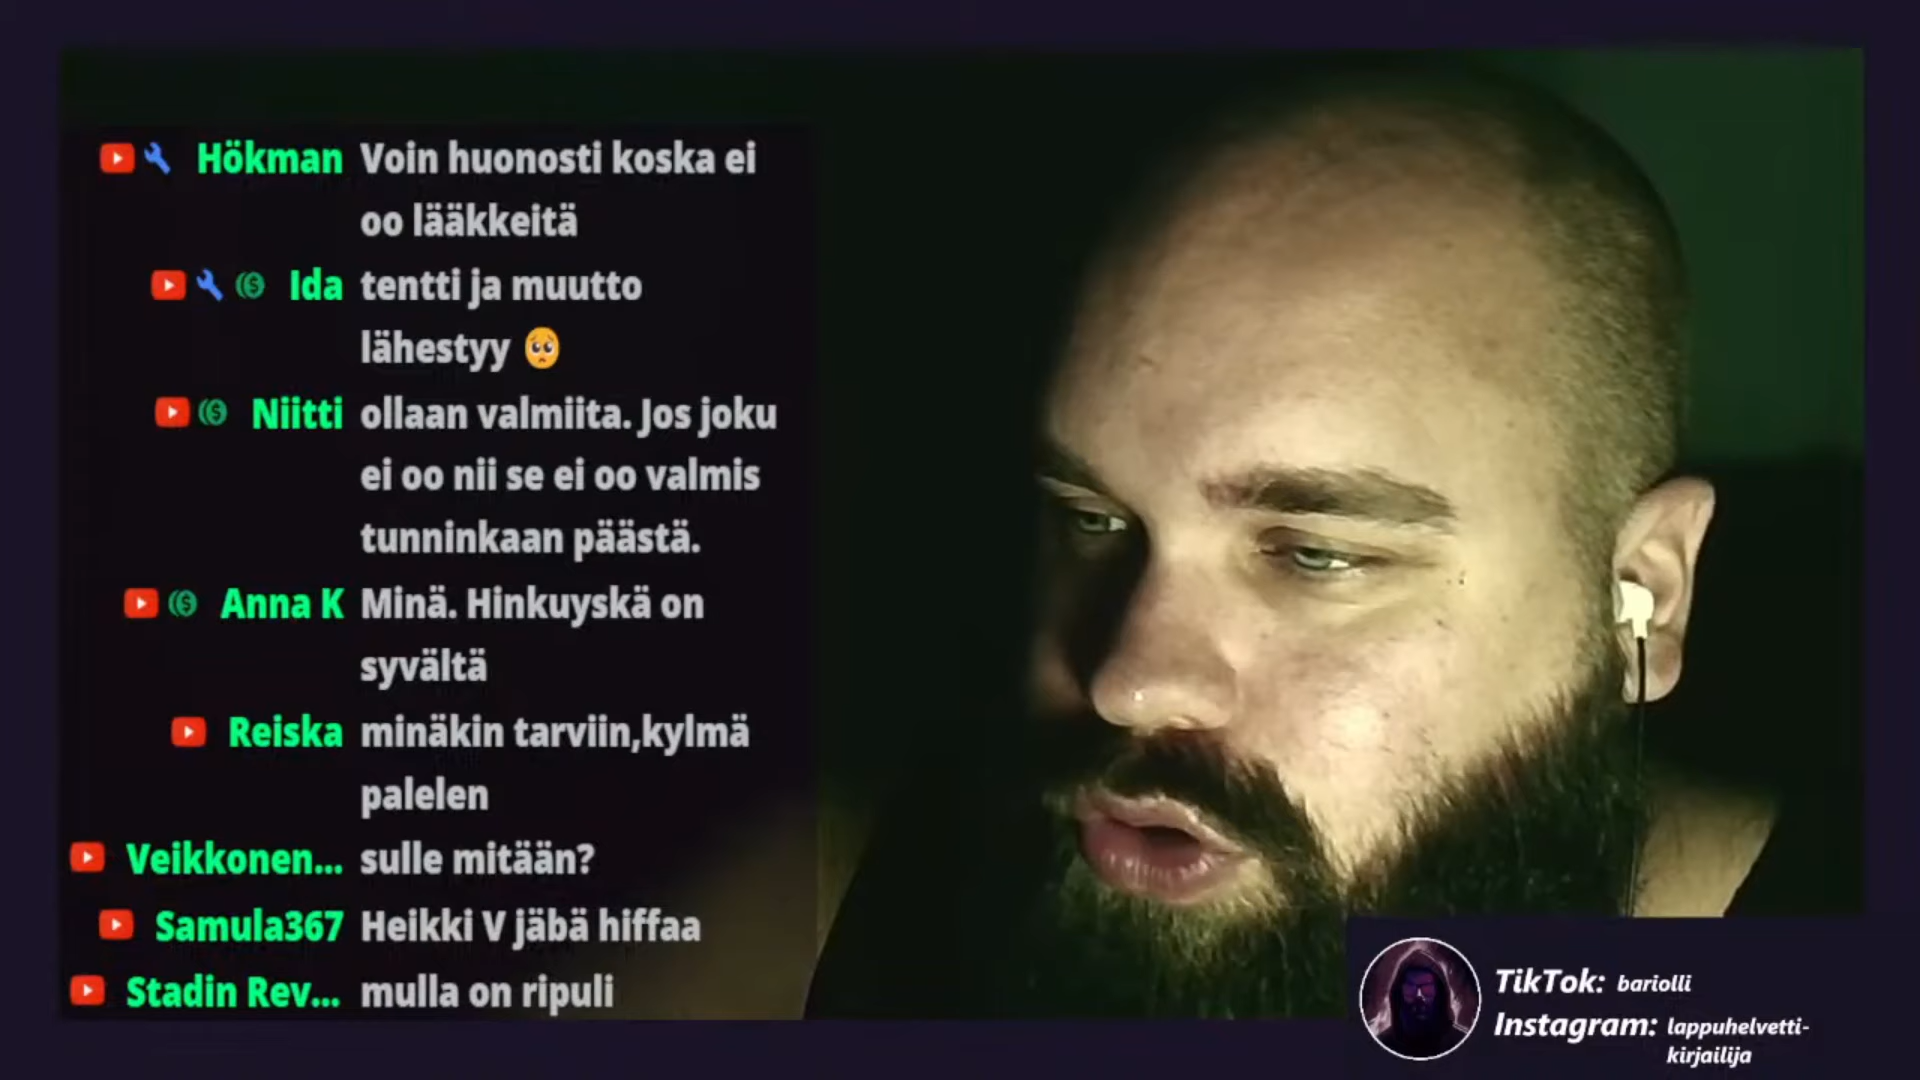 Hökman Voin huonosti koska ei
oo lääkkeitä
Ida tentti ja muutto
lähestyy 🥺
Niitti ollaan valmiita. Jos joku
ei oo nii se ei oo valmis
tunninkaan päästä.
Anna K Minä. Hinkuyskä on
syvältä
Reiska minäkin tarviin,kylmä
palelen
Veikkonen... sulle mitään?
Samula367 Heikki V jäbä hiffaa
Stadin Rev... mulla on ripuli
TikTok: bariolli
Instagram: lappuhelvetti-
kirjailija